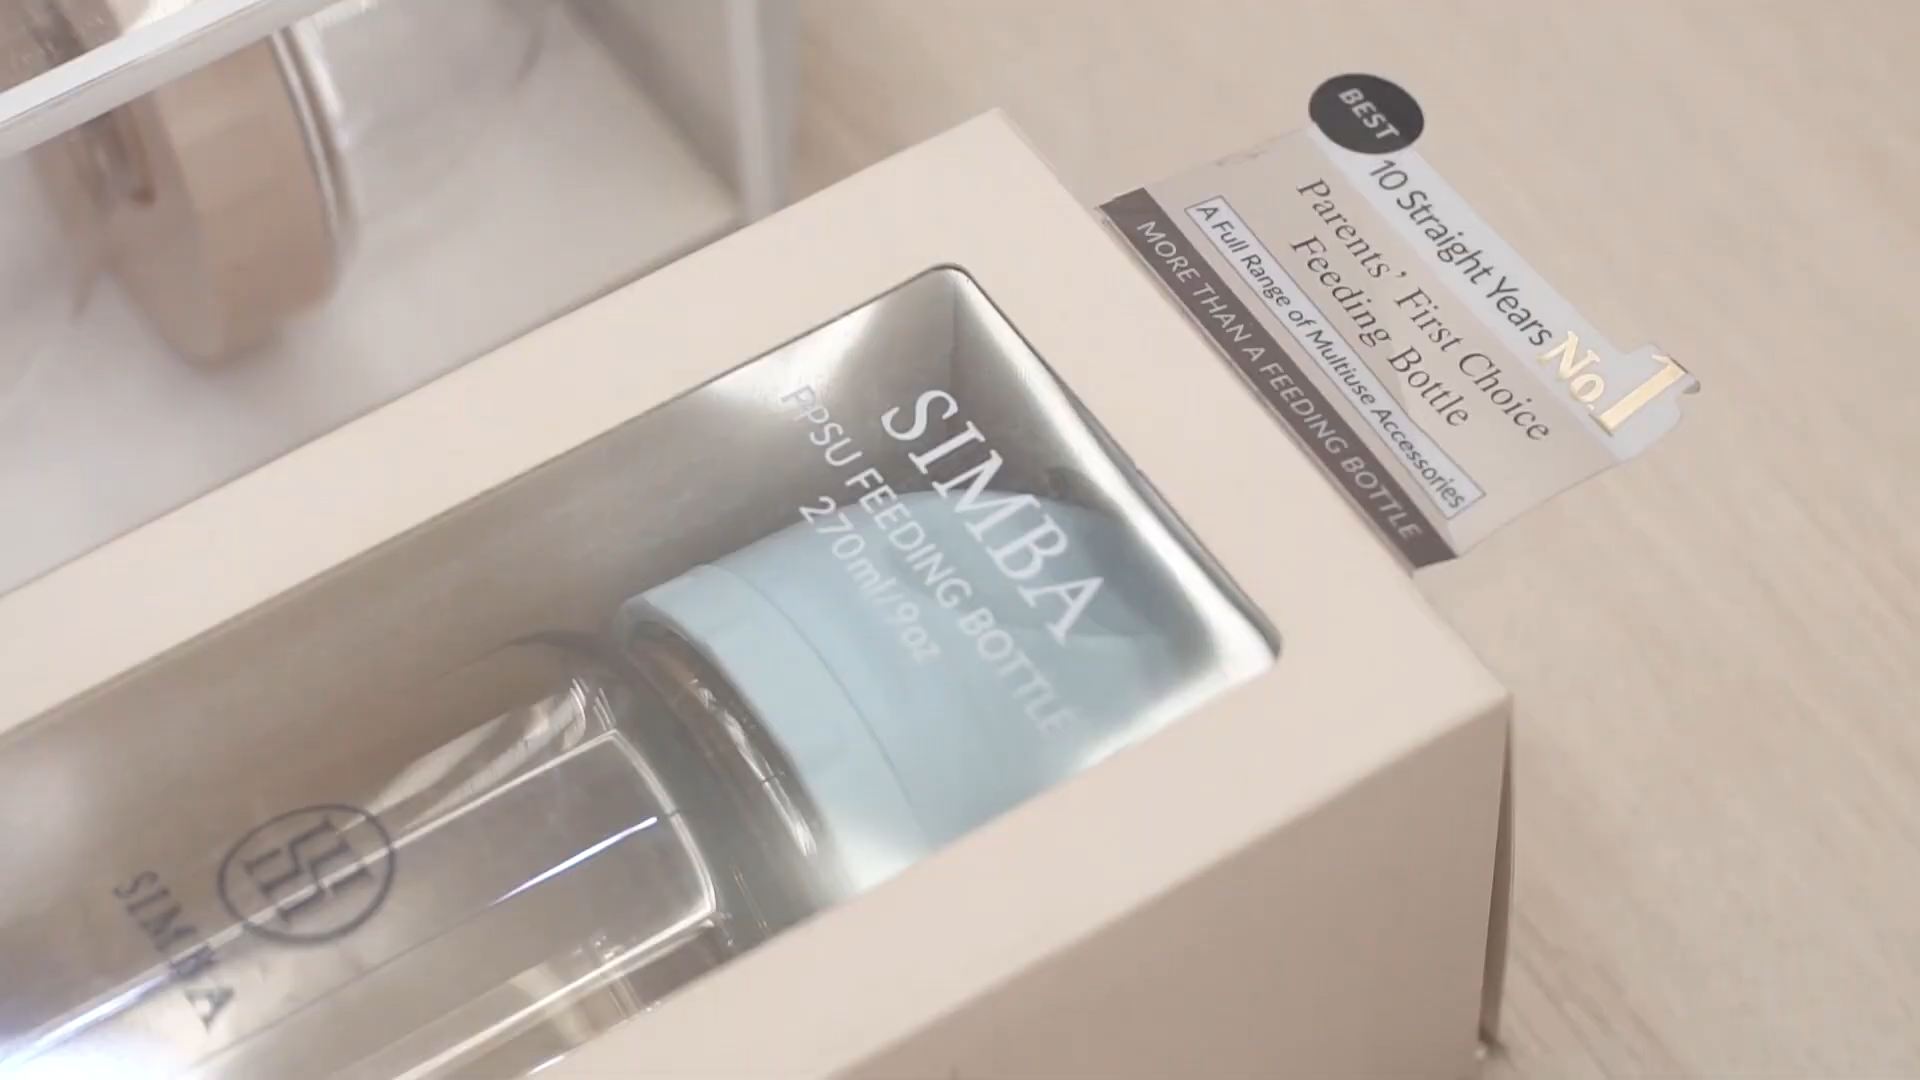 BEST
10 Straight Years No.1
Parents' First Choice
Feeding Bottle
A Full Range of Multiuse Accessories
MORE THAN A FEEDING BOTTLE
SIMBA
PPSU FEEDING BOTTLE
270ml/9oz
SIMBA